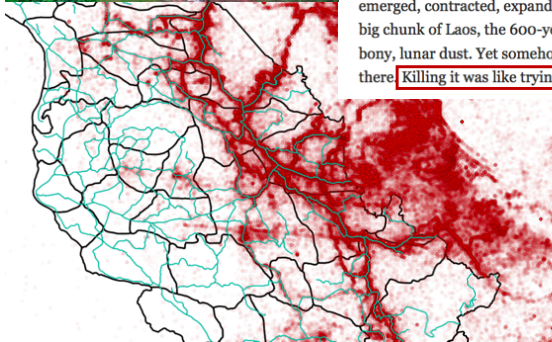 emerged, contracted, expand
big chunk of Laos, the 600-ye
bony, lunar dust. Yet someho
there. Killing it was like tryin